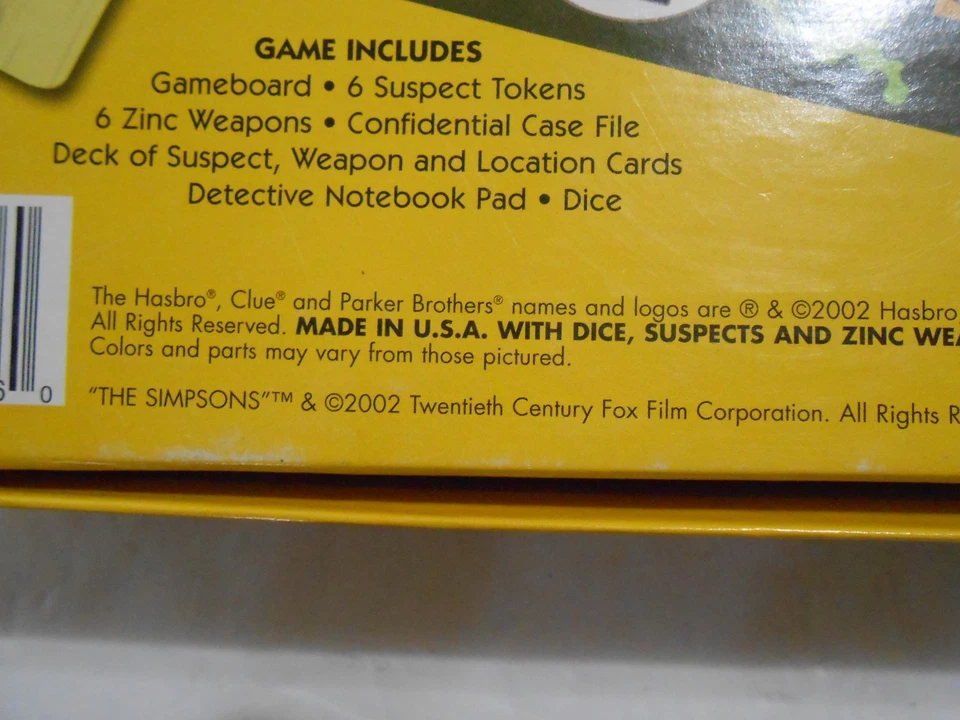 GAME INCLUDES
Gameboard • 6 Suspect Tokens
6 Zinc Weapons • Confidential Case File
Deck of Suspect, Weapon and Location Cards
Detective Notebook Pad • Dice
The Hasbro®, Clue® and Parker Brothers® names and logos are ® & ©2002 Hasbro,
All Rights Reserved. MADE IN U.S.A. WITH DICE, SUSPECTS AND ZINC
Colors and parts may vary from those pictured.
0
"THE SIMPSONS"™ & ©2002 Twentieth Century Fox Film Corporation. All Rights